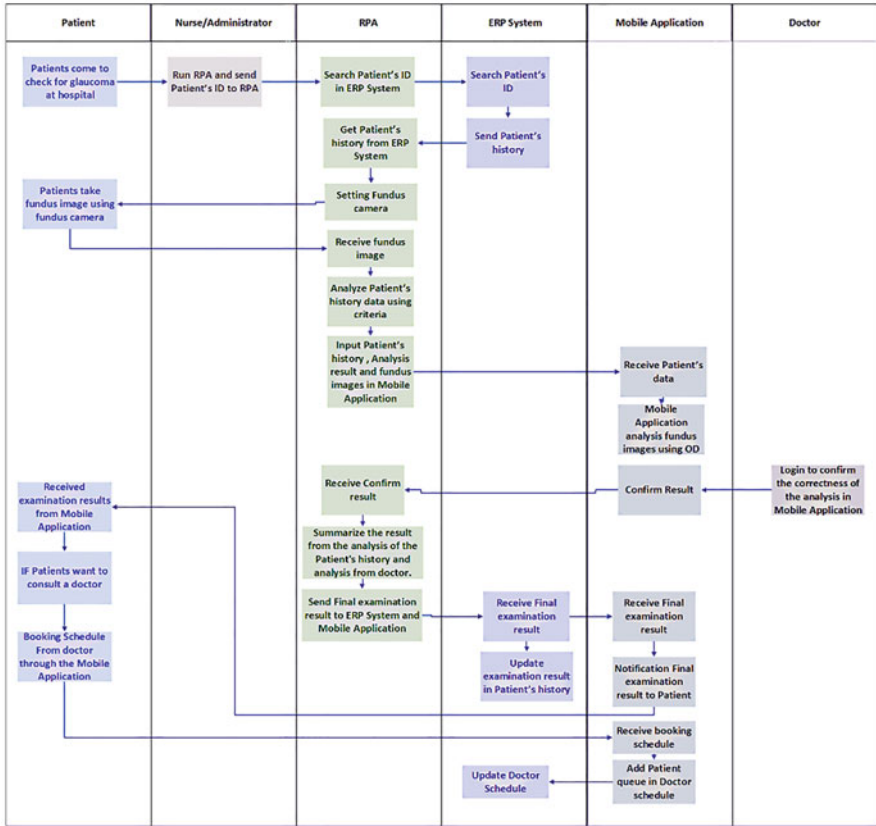 Patient
Nurse/Administrator
RPA
ERP System
Mobile Application
Doctor
Patients come to
check for glaucoma
at hospital
Run RPA and send
Patient's ID to RPA
Search Patient's ID
in ERP System
Search Patient's
ID
Get Patient's
history from ERP
System
Send Patient's
history
Patients take
fundus image using
fundus camera
Setting Fundus
camera
Receive fundus
image
Analyze Patient's
history data using
criteria
Input Patient's
history , Analysis
result and fundus
images in Mobile
Application
Receive Patient's
data
Mobile
Application
analysis fundus
images using OD
Received
examination results
from Mobile
Application
Receive Confirm
result
Confirm Result
Login to confirm
the correctness of
the analysis in
Mobile Application
Summarize the result
from the analysis of the
Patient's history and
analysis from doctor.
IF Patients want to
consult a doctor
Send Final examination
result to ERP System and
Mobile Application
Receive Final
examination
result
Receive Final
examination
result
Booking Schedule
From doctor
through the Mobile
Application
Update
examination result
in Patient's history
Notification Final
examination
result to Patient
Receive booking
schedule
Update Doctor
Schedule
Add Patient
queue in Doctor
schedule